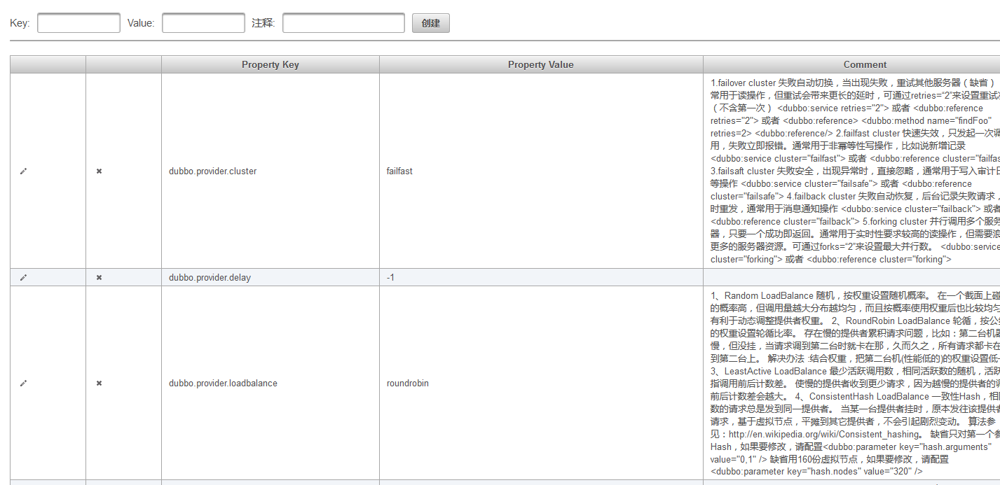 Key: Value: 注释: 创建
Property Key Property Value Comment
1.failover cluster 失败自动切换，当出现失败，重试其他服务器（缺省）
常用于读操作，但重试会带来更长的延时，可通过retries=“2”来设置重试
（不含第一次） <dubbo:service retries="2"> 或者 <dubbo:reference
retries="2"> 或者 <dubbo:reference> <dubbo:method name="findFoo"
retries=2> <dubbo:reference/> 2.failfast cluster 快速失效，只发起一次调
用，失败立即报错。通常用于非幂等性写操作，比如说新增记录
<dubbo:service cluster="failfast"> 或者 <dubbo:reference cluster="failfas
dubbo.provider.cluster failfast
3.failsaft cluster 失败安全，出现异常时，直接忽略，通常用于写入审计日
等操作 <dubbo:service cluster="failsafe"> 或者 <dubbo:reference
cluster="failsafe"> 4.failback cluster 失败自动恢复，后台记录失败请求，
时重发，通常用于消息通知操作 <dubbo:service cluster="failback"> 或者
<dubbo:reference cluster="failback"> 5.forking cluster 并行调用多个服务
器，只要一个成功即返回。通常用于实时性要求较高的读操作，但需要浪
更多的服务器资源。可通过forks=“2”来设置最大并行数。 <dubbo:service
cluster="forking"> 或者 <dubbo:reference cluster="forking">
dubbo.provider.delay -1
1、Random LoadBalance 随机，按权重设置随机概率。 在一个截面上碰
的概率高，但调用量越大分布越均匀，而且按概率使用权重后也比较均匀
有利于动态调整提供者权重。 2、RoundRobin LoadBalance 轮循，按公
的权重设置轮循比率。 存在慢的提供者累积请求问题，比如：第二台机器
慢，但没挂，当请求调到第二台时就卡在那，久而久之，所有请求都卡在
到第二台上。 解决办法 :结合权重，把第二台机(性能低的)的权重设置低
3、LeastActive LoadBalance 最少活跃调用数，相同活跃数的随机，活跃
dubbo.provider.loadbalance roundrobin
指调用前后计数差。 使慢的提供者收到更少请求，因为越慢的提供者的调
前后计数差会越大。 4、ConsistentHash LoadBalance 一致性Hash，相
数的请求总是发到同一提供者。 当某一台提供者挂时，原本发往该提供者
请求，基于虚拟节点，平摊到其它提供者，不会引起剧烈变动。 算法参
见：http://en.wikipedia.org/wiki/Consistent_hashing。 缺省只对第一个参
Hash，如果要修改，请配置<dubbo:parameter key="hash.arguments"
value="0,1" /> 缺省用160份虚拟节点，如果要修改，请配置
<dubbo:parameter key="hash.nodes" value="320" />